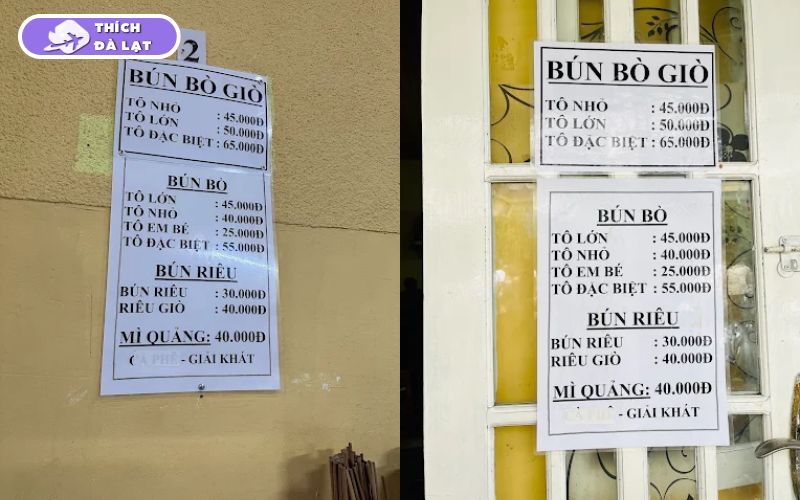 THÍCH
ĐÀ LẠT
2
BÚN BÒ GIÒ
TÔ NHỎ : 45.000Đ
TÔ LỚN : 50.000Đ
TÔ ĐẶC BIỆT : 65.000Đ
BÚN BÒ
TÔ LỚN : 45.000Đ
TÔ NHỎ : 40.000Đ
TÔ EM BÉ : 25.000Đ
TÔ ĐẶC BIỆT : 55.000Đ
BÚN RIÊU
BÚN RIÊU : 30.000Đ
RIÊU GIÒ : 40.000Đ
MÌ QUẢNG: 40.000Đ
CÀ PHÊ - GIẢI KHÁT
BÚN BÒ GIÒ
TÔ NHỎ : 45.000Đ
TÔ LỚN : 50.000Đ
TÔ ĐẶC BIỆT : 65.000Đ
BÚN BÒ
TÔ LỚN : 45.000Đ
TÔ NHỎ : 40.000Đ
TÔ EM BÉ : 25.000Đ
TÔ ĐẶC BIỆT : 55.000Đ
BÚN RIÊU
BÚN RIÊU : 30.000Đ
RIÊU GIÒ : 40.000Đ
MÌ QUẢNG: 40.000Đ
CÀ PHÊ - GIẢI KHÁT